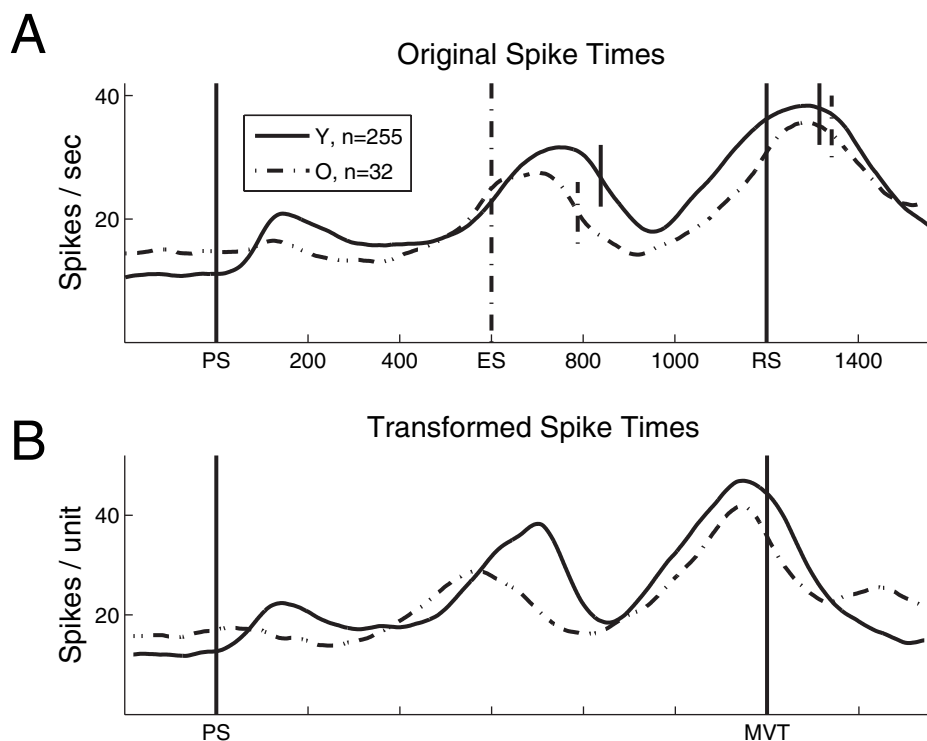 A
Original Spike Times
Spikes / sec
40
20
Y, n=255
O, n=32
PS 200 400 ES 800 1000 RS 1400
B
Transformed Spike Times
Spikes / unit
40
20
PS MVT